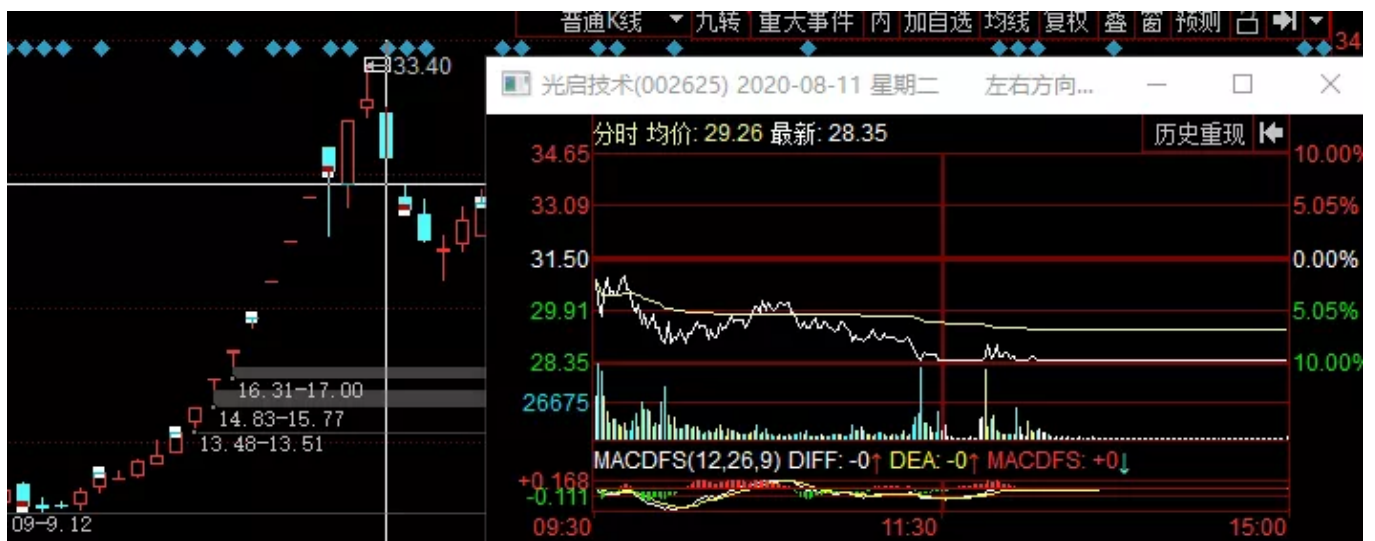 普通K线 九转 重大事件 内 加自选 均线 复权 叠 窗 预测
34
33.40
光启技术(002625) 2020-08-11 星期二 左右方向...
分时 均价: 29.26 最新: 28.35 历史重现
34.65 10.00%
33.09 5.05%
31.50 0.00%
29.91 5.05%
28.35 10.00%
26675
16.31-17.00
14.83-15.77
13.48-13.51
MACDFS(12,26,9) DIFF: -0↑ DEA: -0↑ MACDFS: +0↓
+0.168
-0.111
09-9.12
09:30 11:30 15:00